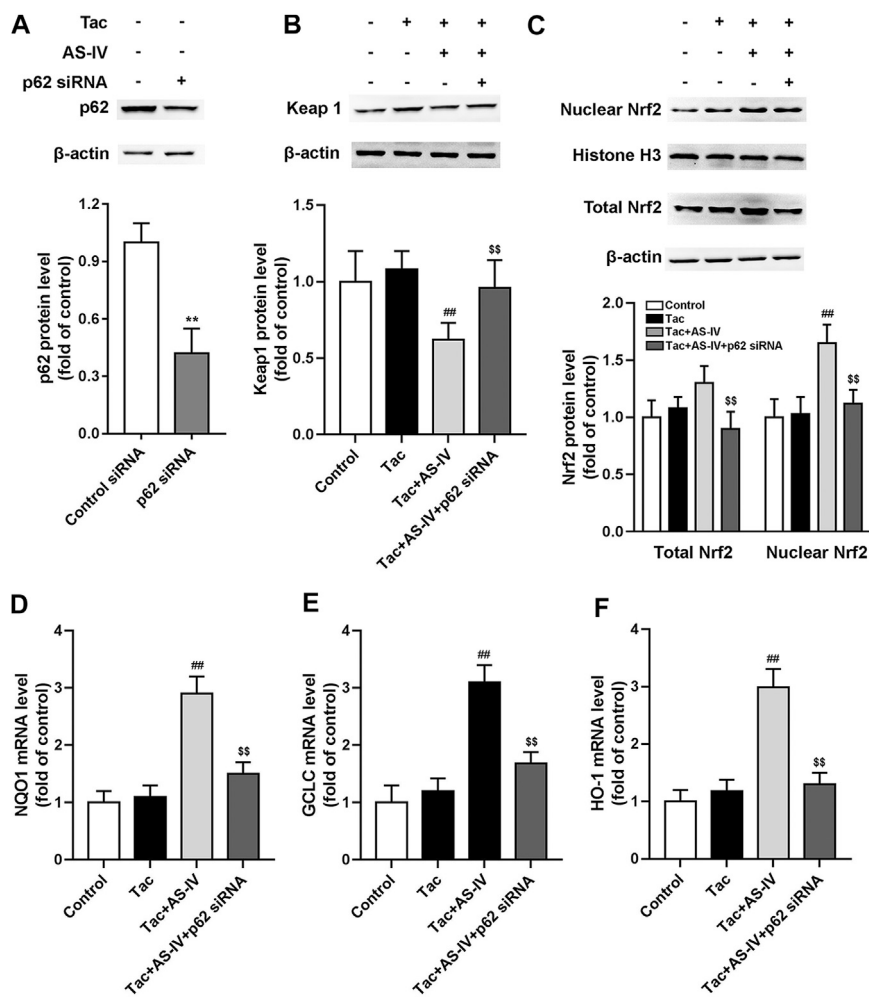 A
Tac - -
AS-IV - -
p62 siRNA - +
p62
β-actin
p62 protein level
(fold of control)
1.2
0.9
0.6
0.3
0.0
**
Control siRNA
p62 siRNA
B
- + + +
- - + +
- - - +
Keap 1
β-actin
Keap1 protein level
(fold of control)
1.5
1.0
0.5
0.0
##
$$
Control
Tac
Tac+AS-IV
Tac+AS-IV+p62 siRNA
C
- + + +
- - + +
- - - +
Nuclear Nrf2
Histone H3
Total Nrf2
β-actin
Nrf2 protein level
(fold of control)
2.0
1.5
1.0
0.5
0.0
Control
Tac
Tac+AS-IV
Tac+AS-IV+p62 siRNA
$$
##
$$
Total Nrf2
Nuclear Nrf2
D
NQO1 mRNA level
(fold of control)
4
3
2
1
0
##
$$
Control
Tac
Tac+AS-IV
Tac+AS-IV+p62 siRNA
E
GCLC mRNA level
(fold of control)
4
3
2
1
0
##
$$
Control
Tac
Tac+AS-IV
Tac+AS-IV+p62 siRNA
F
HO-1 mRNA level
(fold of control)
4
3
2
1
0
##
$$
Control
Tac
Tac+AS-IV
Tac+AS-IV+p62 siRNA